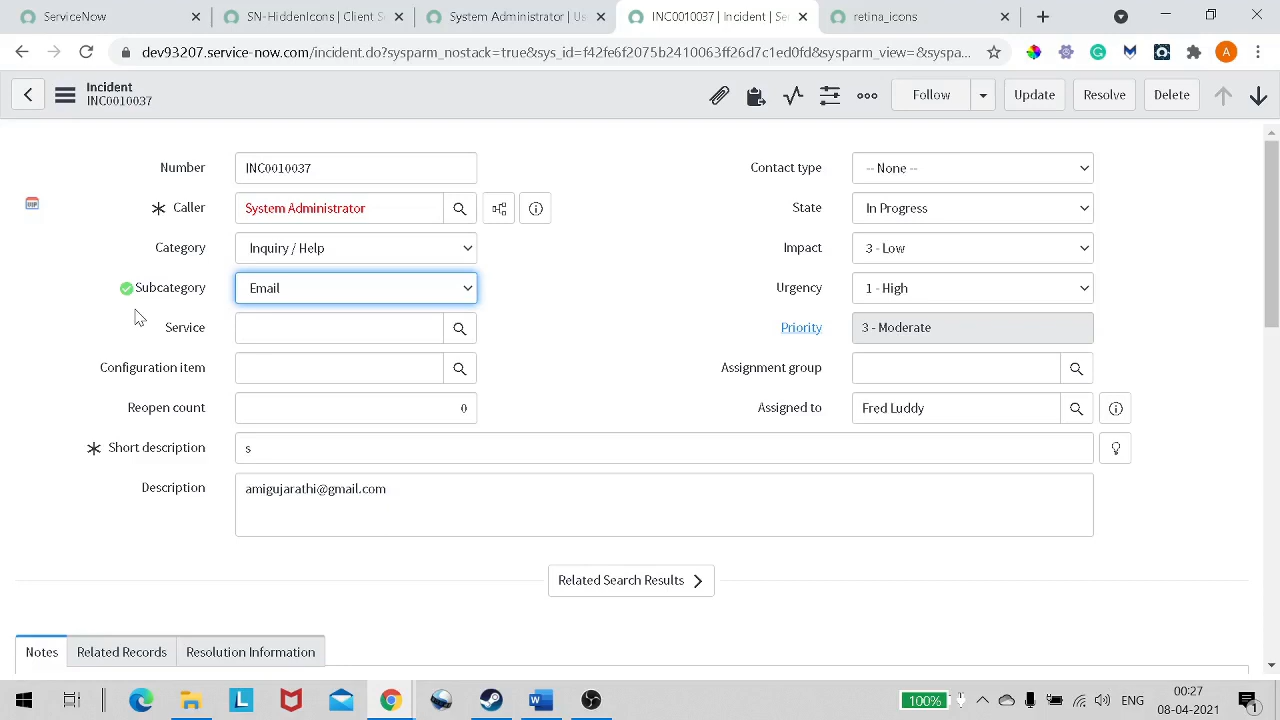 ServiceNow
SN-HiddenIcons | Client S
System Administrator | Us
INC0010037 | Incident | Ser
retina_icons
dev93207.service-now.com/incident.do?sysparm_nostack=true&sys_id=f42fe6f2075b2410063ff26d7c1ed0fd&sysparm_view=&syspa...
A
Incident
INC0010037
Follow
Update
Resolve
Delete
Number INC0010037
Contact type -- None --
VIP
Caller System Administrator
State In Progress
Category Inquiry / Help
Impact 3 - Low
Subcategory Email
Urgency 1 - High
Service
Priority 3 - Moderate
Configuration item
Assignment group
Reopen count 0
Assigned to Fred Luddy
Short description s
Description amigujarathi@gmail.com
Related Search Results
Notes Related Records Resolution Information
L
100%
ENG
00:27
08-04-2021
1